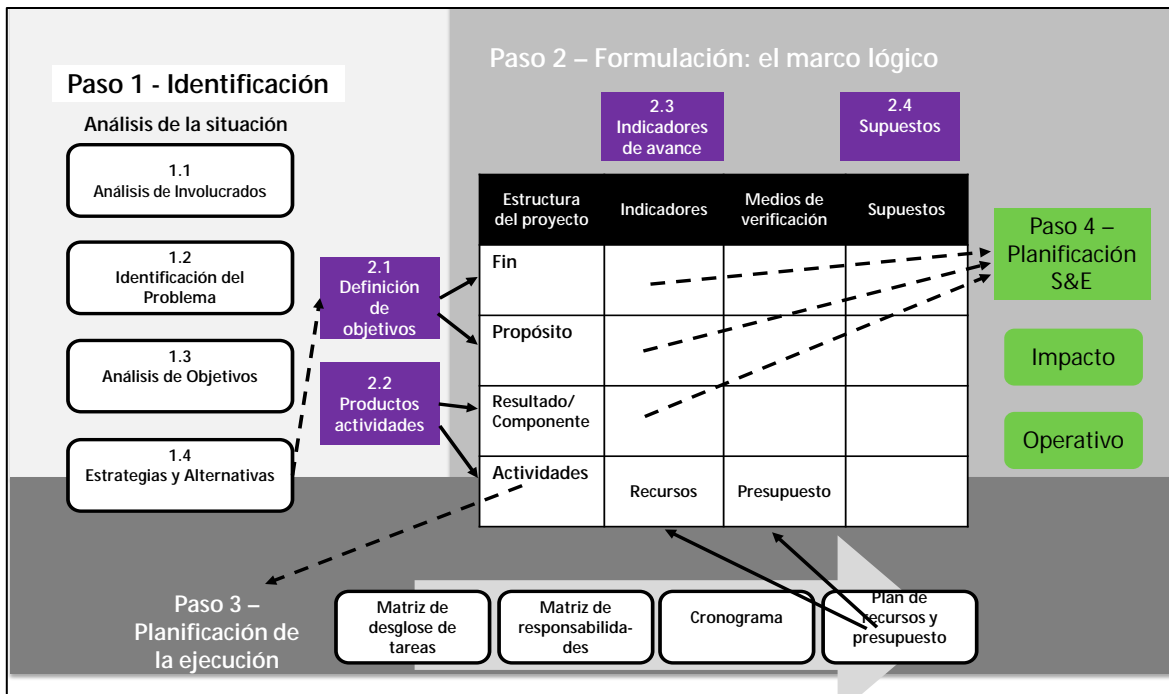 Paso 2 – Formulación: el marco lógico
Paso 1 - Identificación
Análisis de la situación
1.1
Análisis de Involucrados
1.2
Identificación del
Problema
1.3
Análisis de Objetivos
1.4
Estrategias y Alternativas
2.1
Definición
de
objetivos
2.2
Productos
actividades
2.3
Indicadores
de avance
2.4
Supuestos
Estructura
del proyecto
Indicadores
Medios de
verificación
Supuestos
Fin
Propósito
Resultado/
Componente
Actividades
Recursos
Presupuesto
Paso 4 –
Planificación
S&E
Impacto
Operativo
Paso 3 –
Planificación de
la ejecución
Matriz de
desglose de
tareas
Matriz de
responsabilida-
des
Cronograma
Plan de
recursos y
presupuesto